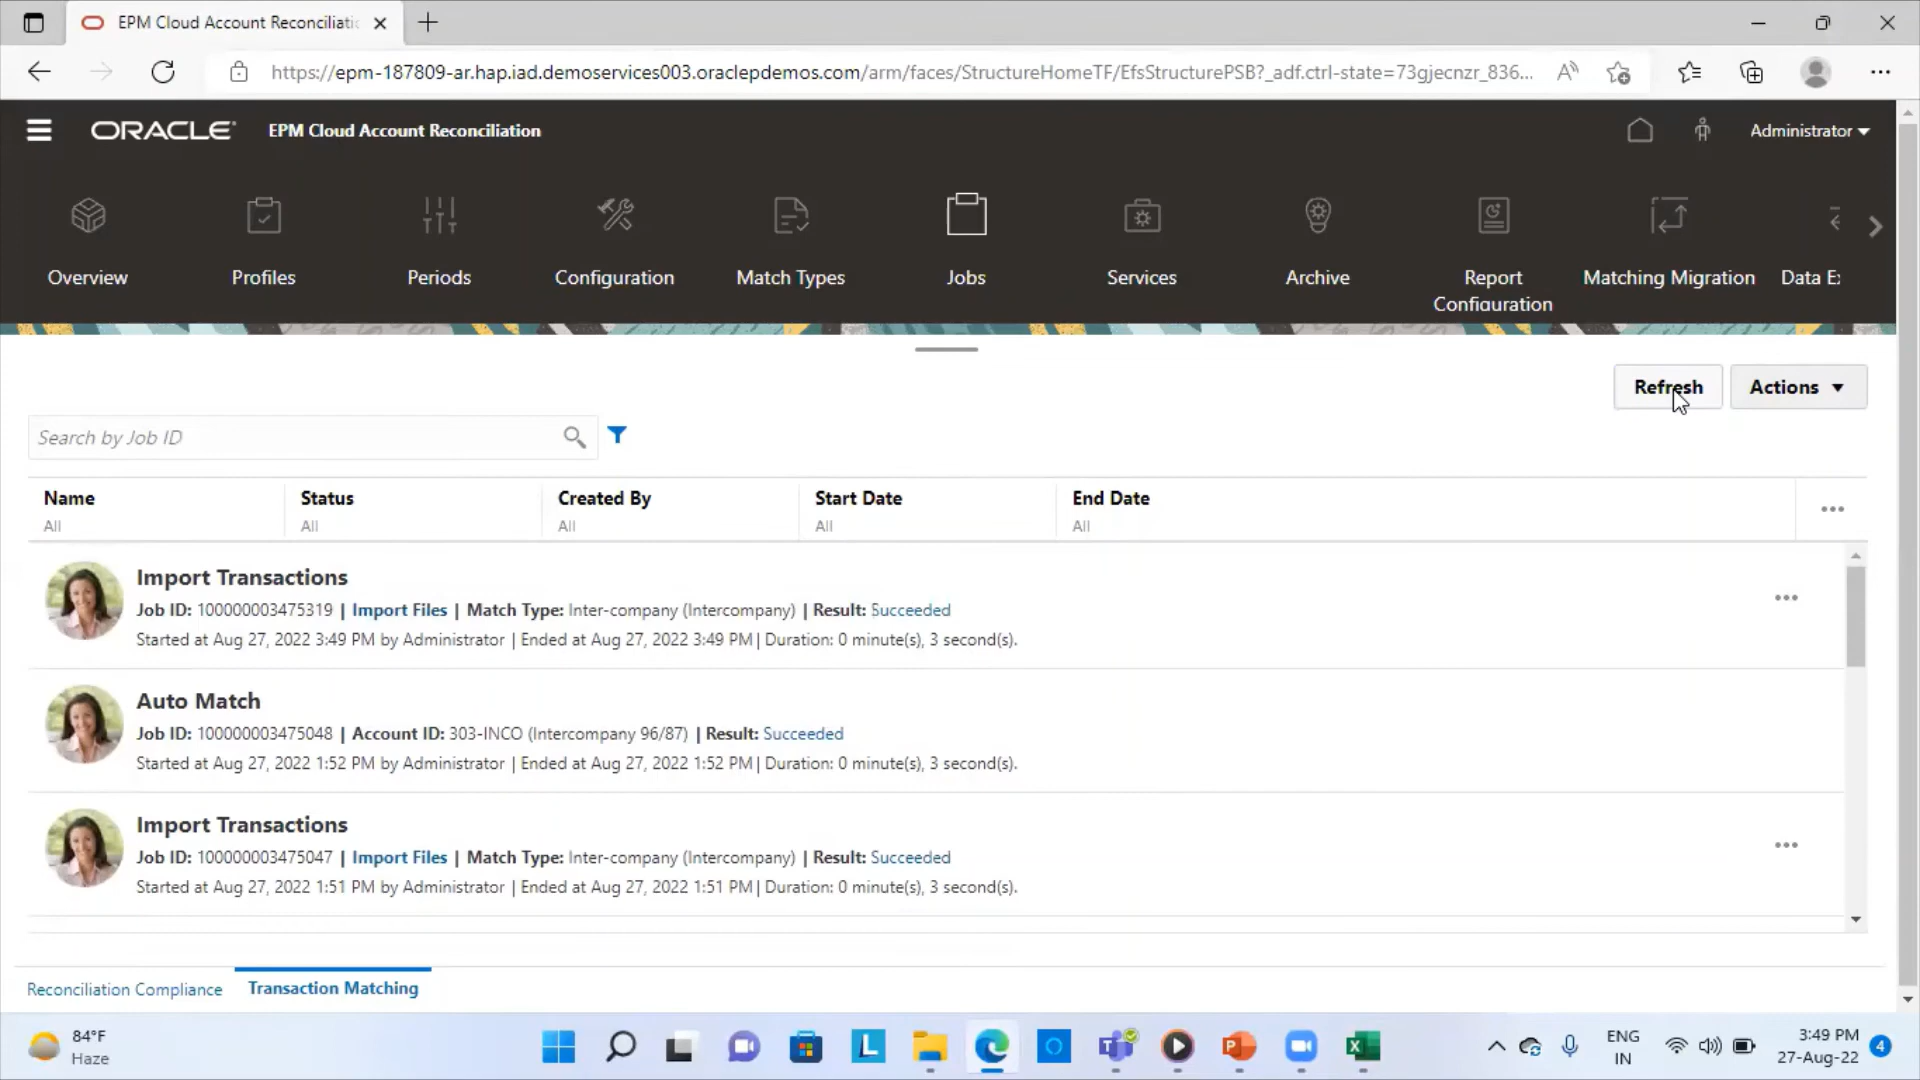 EPM Cloud Account Reconciliatic
https://epm-187809-ar.hap.iad.demoservices003.oraclepdemos.com/arm/faces/StructureHomeTF/EfsStructurePSB?_adf.ctrl-state=73gjecnzr_836...
ORACLE EPM Cloud Account Reconciliation
Administrator
Overview
Profiles
Periods
Configuration
Match Types
Jobs
Services
Archive
Report
Configuration
Matching Migration
Data Ex
Refresh
Actions
Search by Job ID
Name Status Created By Start Date End Date
All All All All All
Import Transactions
Job ID: 100000003475319 | Import Files | Match Type: Inter-company (Intercompany) | Result: Succeeded
Started at Aug 27, 2022 3:49 PM by Administrator | Ended at Aug 27, 2022 3:49 PM | Duration: 0 minute(s), 3 second(s).
Auto Match
Job ID: 100000003475048 | Account ID: 303-INCO (Intercompany 96/87) | Result: Succeeded
Started at Aug 27, 2022 1:52 PM by Administrator | Ended at Aug 27, 2022 1:52 PM | Duration: 0 minute(s), 3 second(s).
Import Transactions
Job ID: 100000003475047 | Import Files | Match Type: Inter-company (Intercompany) | Result: Succeeded
Started at Aug 27, 2022 1:51 PM by Administrator | Ended at Aug 27, 2022 1:51 PM | Duration: 0 minute(s), 3 second(s).
Reconciliation Compliance
Transaction Matching
84°F
Haze
ENG
IN
3:49 PM
27-Aug-22
4